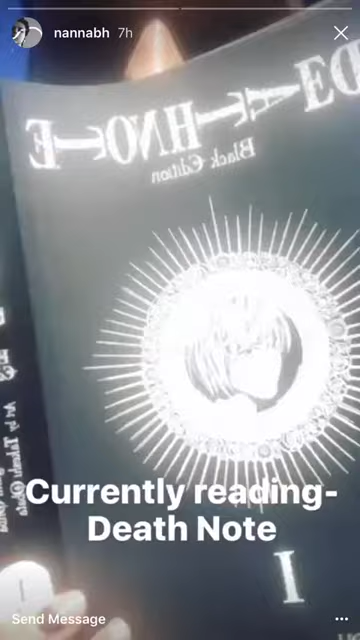 nannabh 7h
DEATH NOTE
Black Edition
Currently reading-
Death Note
I
Send Message